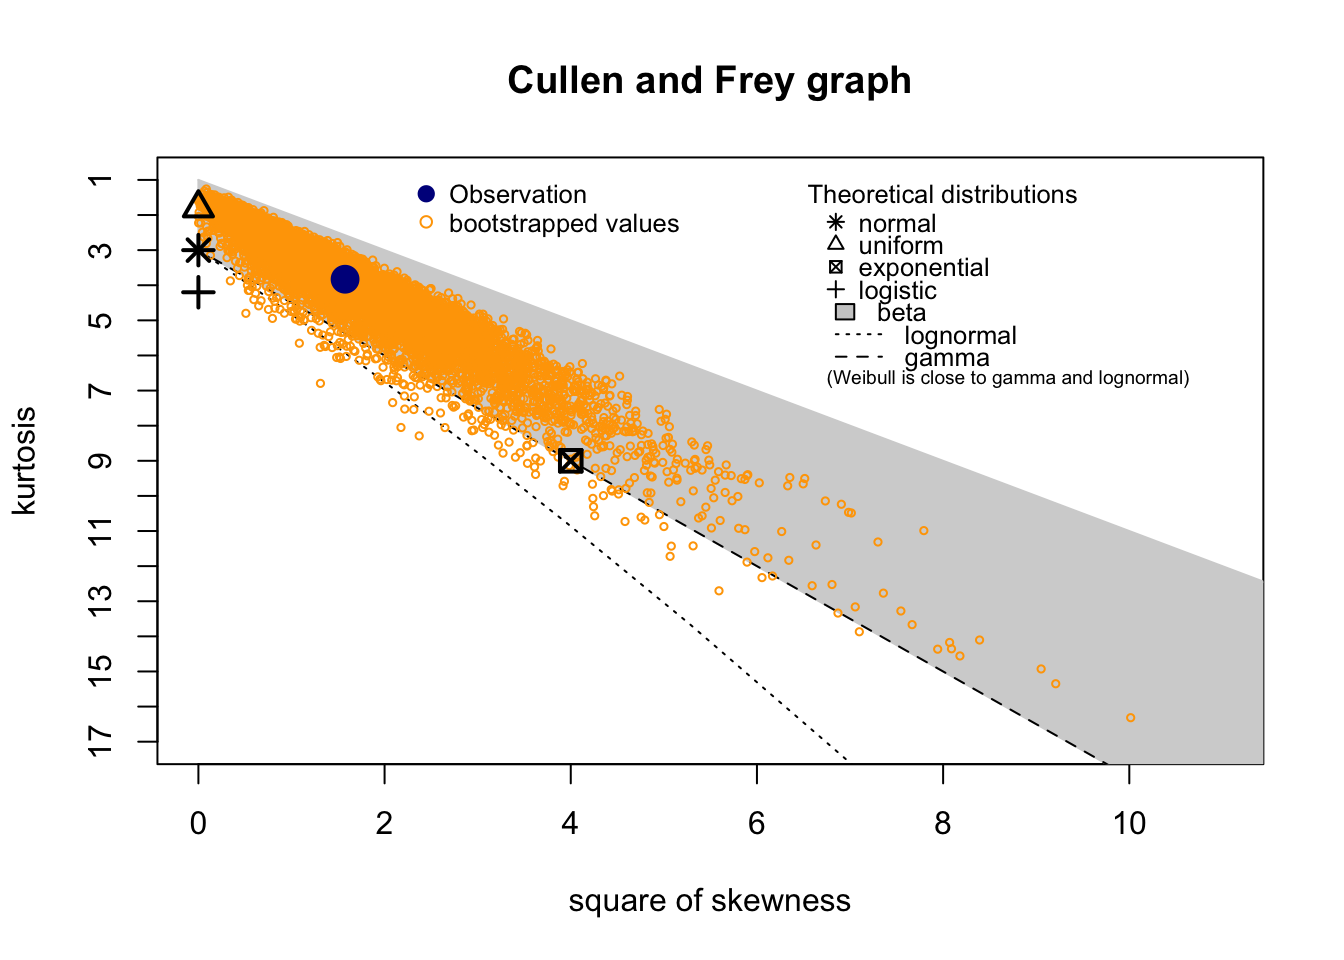 Cullen and Frey graph
Observation
bootstrapped values
Theoretical distributions
normal
uniform
exponential
logistic
beta
lognormal
gamma
(Weibull is close to gamma and lognormal)
kurtosis
1
3
5
7
9
11
13
15
17
0 2 4 6 8 10
square of skewness